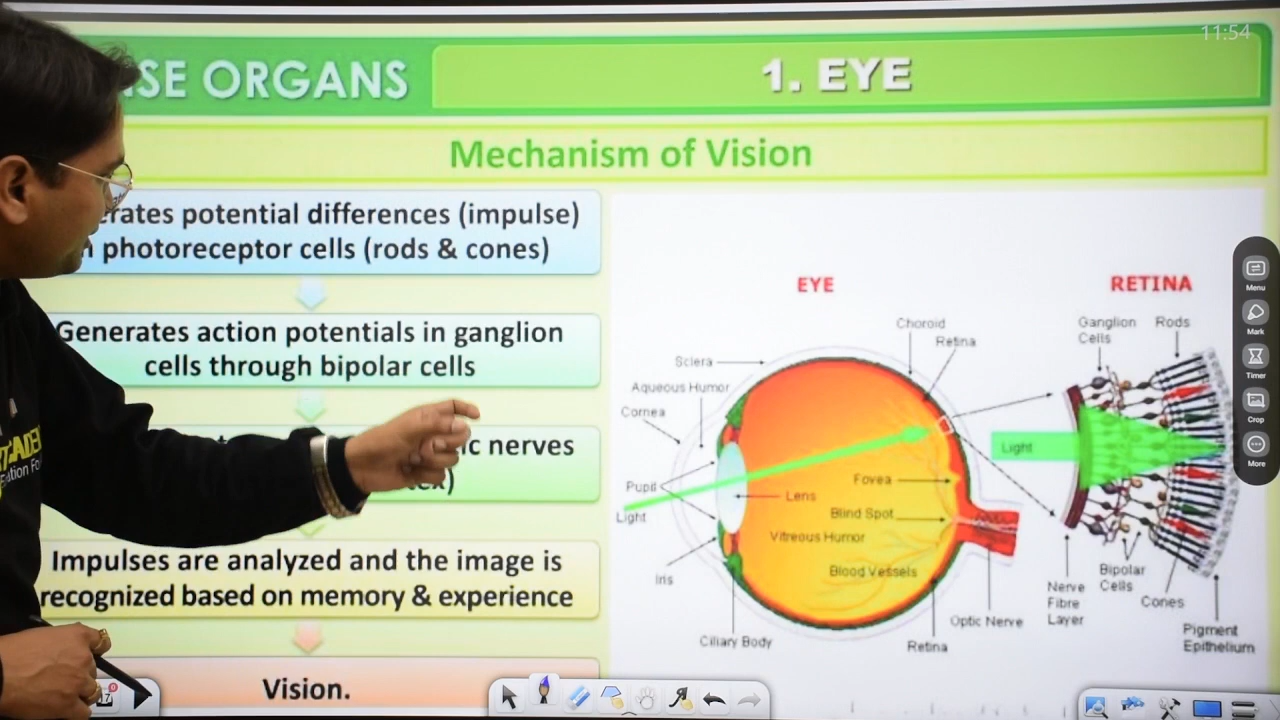 11:54
ORGANS
1. EYE
Mechanism of Vision
potential differences (impulse)
photoreceptor cells (rods & cones)
Generates action potentials in ganglion
cells through bipolar cells
nerves
Impulses are analyzed and the image is
recognized based on memory & experience
Vision.
EYE
RETINA
Choroid
Retina
Sclera
Aqueous Humor
Cornea
Pupil
Light
Iris
Lens
Fovea
Blind Spot
Vitreous Humor
Blood Vessels
Ciliary Body
Retina
Optic Nerve
Ganglion
Cells
Rods
Light
Nerve
Fibre
Layer
Bipolar
Cells
Cones
Pigment
Epithelium
Menu
Mark
Timer
Crop
More
17